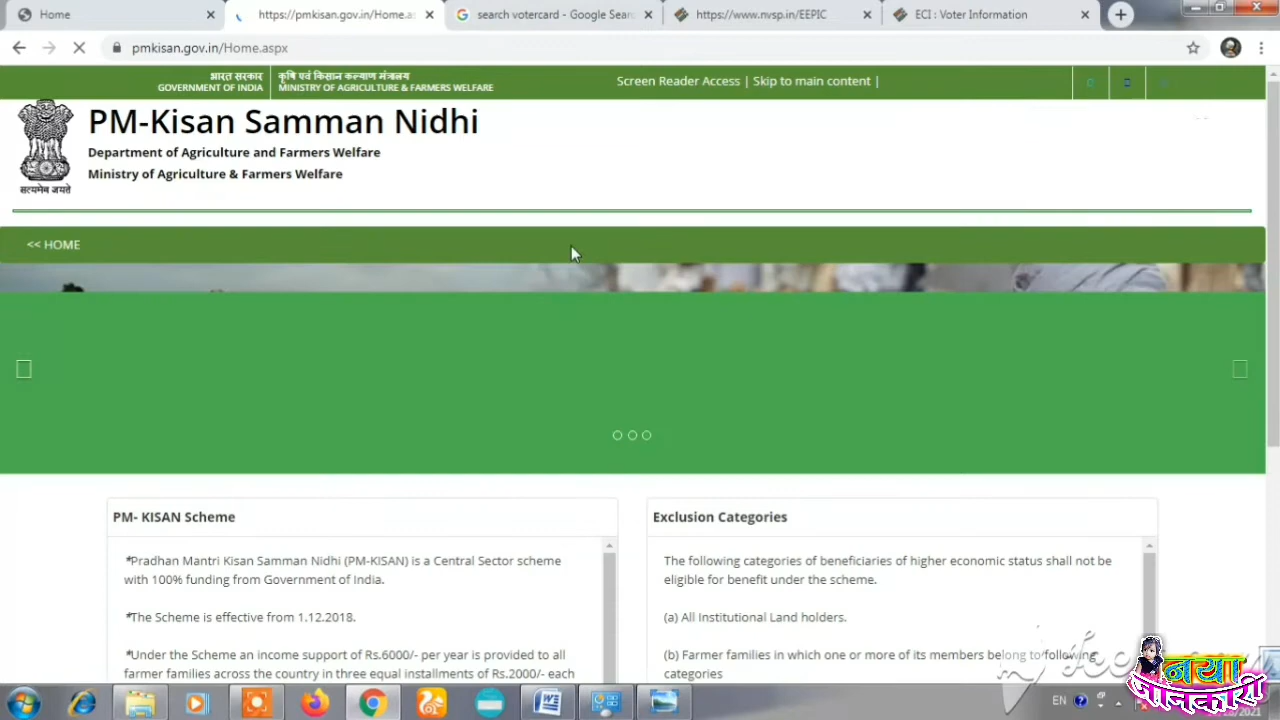 Home
https://pmkisan.gov.in/Home.as
search votercard - Google Sear
https://www.nvsp.in/EEPIC
ECI : Voter Information
pmkisan.gov.in/Home.aspx
भारत सरकार
GOVERNMENT OF INDIA
कृषि एवं किसान कल्याण मंत्रालय
MINISTRY OF AGRICULTURE & FARMERS WELFARE
Screen Reader Access | Skip to main content |
PM-Kisan Samman Nidhi
Department of Agriculture and Farmers Welfare
Ministry of Agriculture & Farmers Welfare
सत्यमेव जयते
<< HOME
PM- KISAN Scheme
*Pradhan Mantri Kisan Samman Nidhi (PM-KISAN) is a Central Sector scheme
with 100% funding from Government of India.
*The Scheme is effective from 1.12.2018.
*Under the Scheme an income support of Rs.6000/- per year is provided to all
farmer families across the country in three equal installments of Rs.2000/- each
Exclusion Categories
The following categories of beneficiaries of higher economic status shall not be
eligible for benefit under the scheme.
(a) All Institutional Land holders.
(b) Farmer families in which one or more of its members belong to following
categories
EN
नया
जानकारी